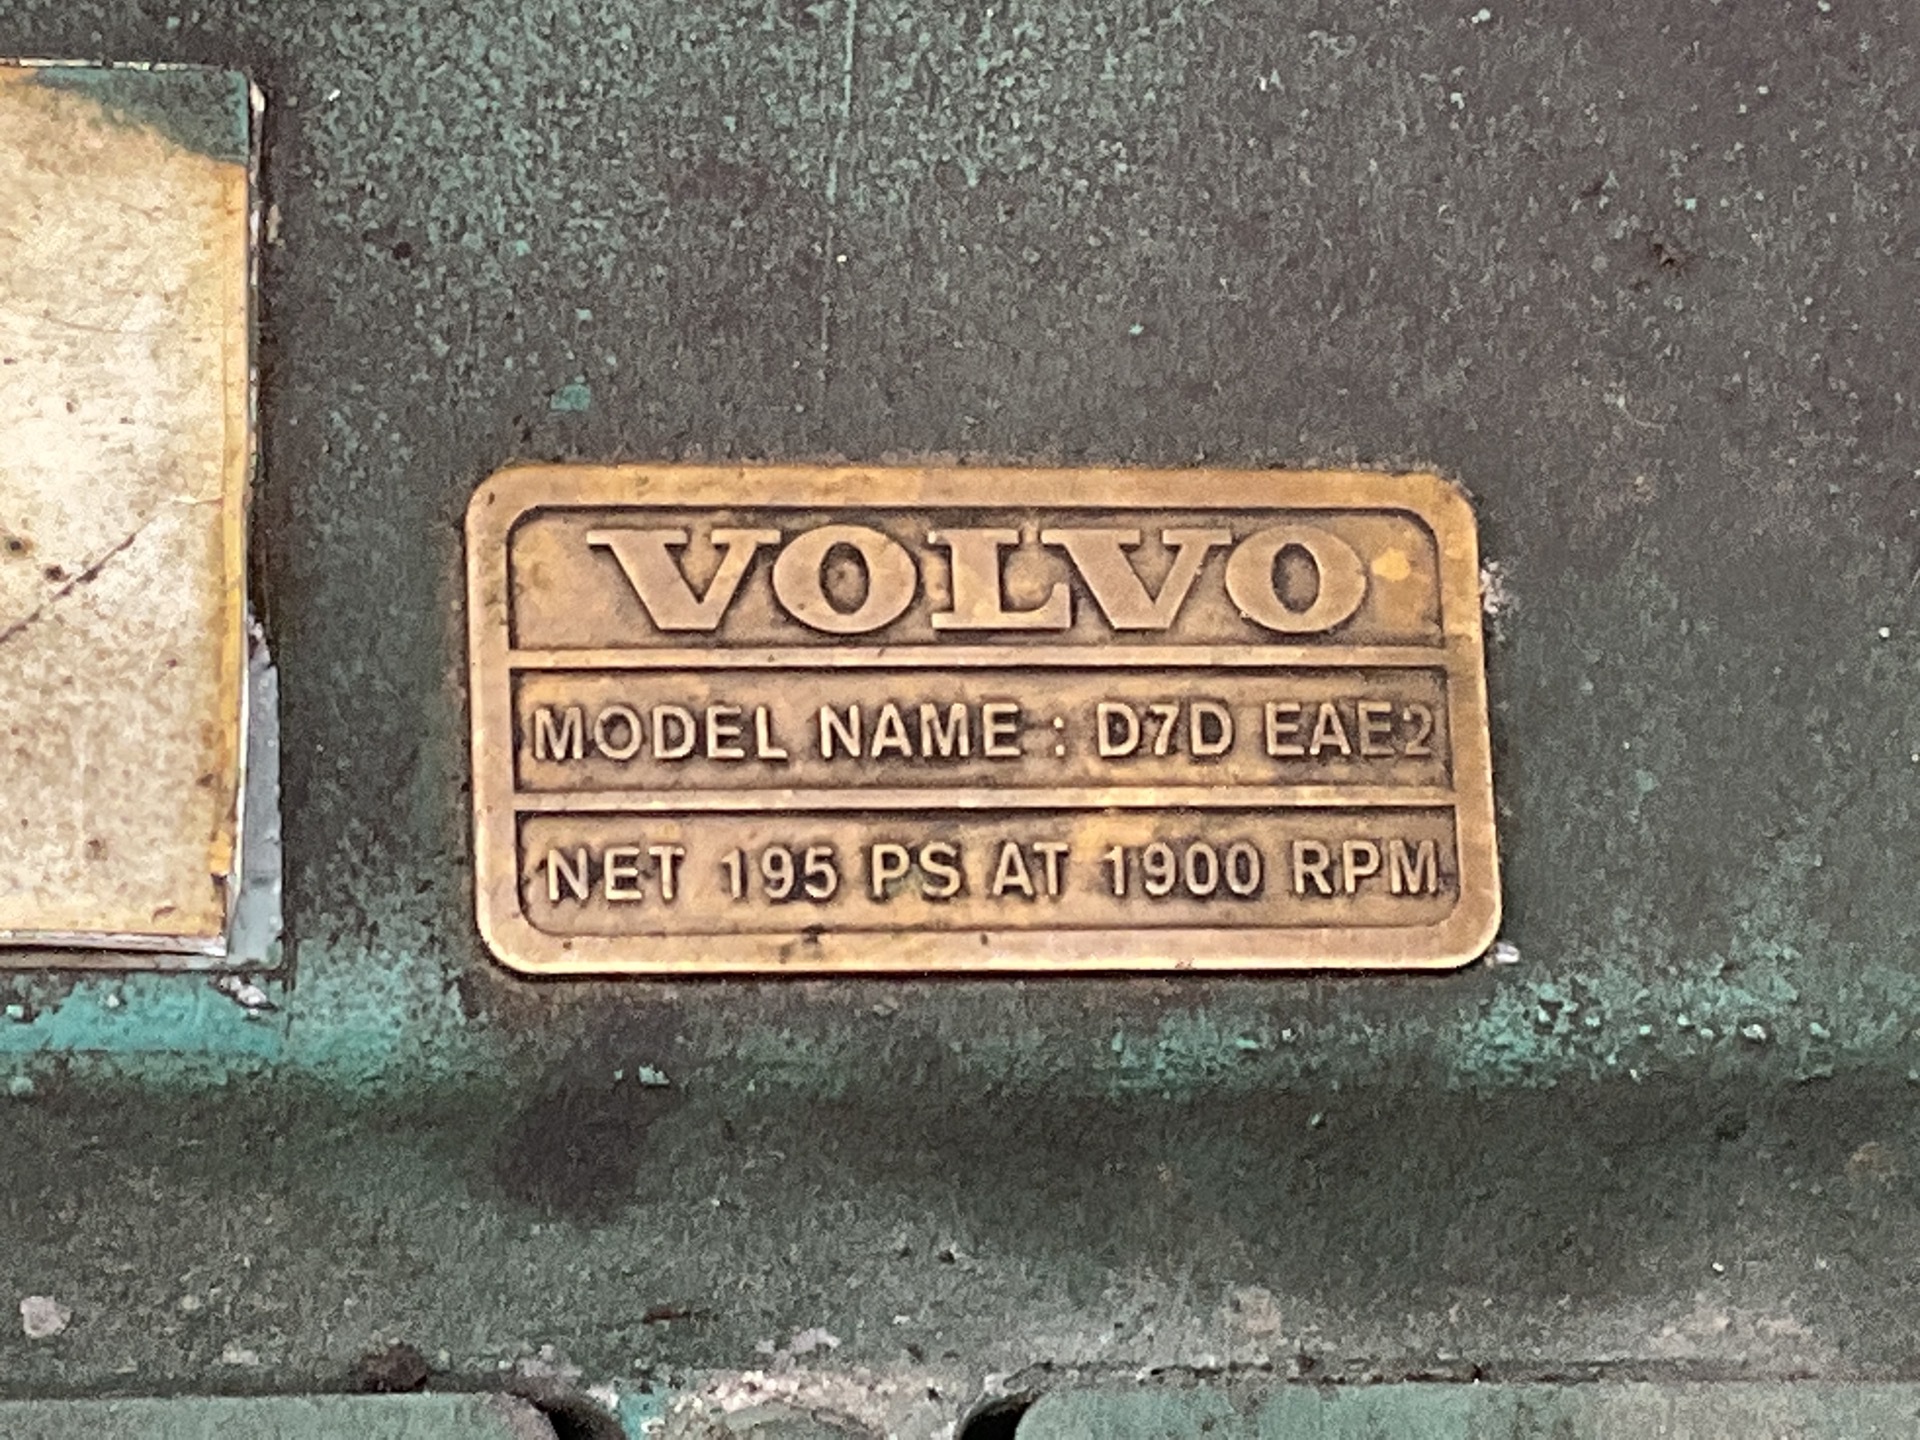 VOLVO
MODEL NAME : D7D EAE2
NET 195 PS AT 1900 RPM